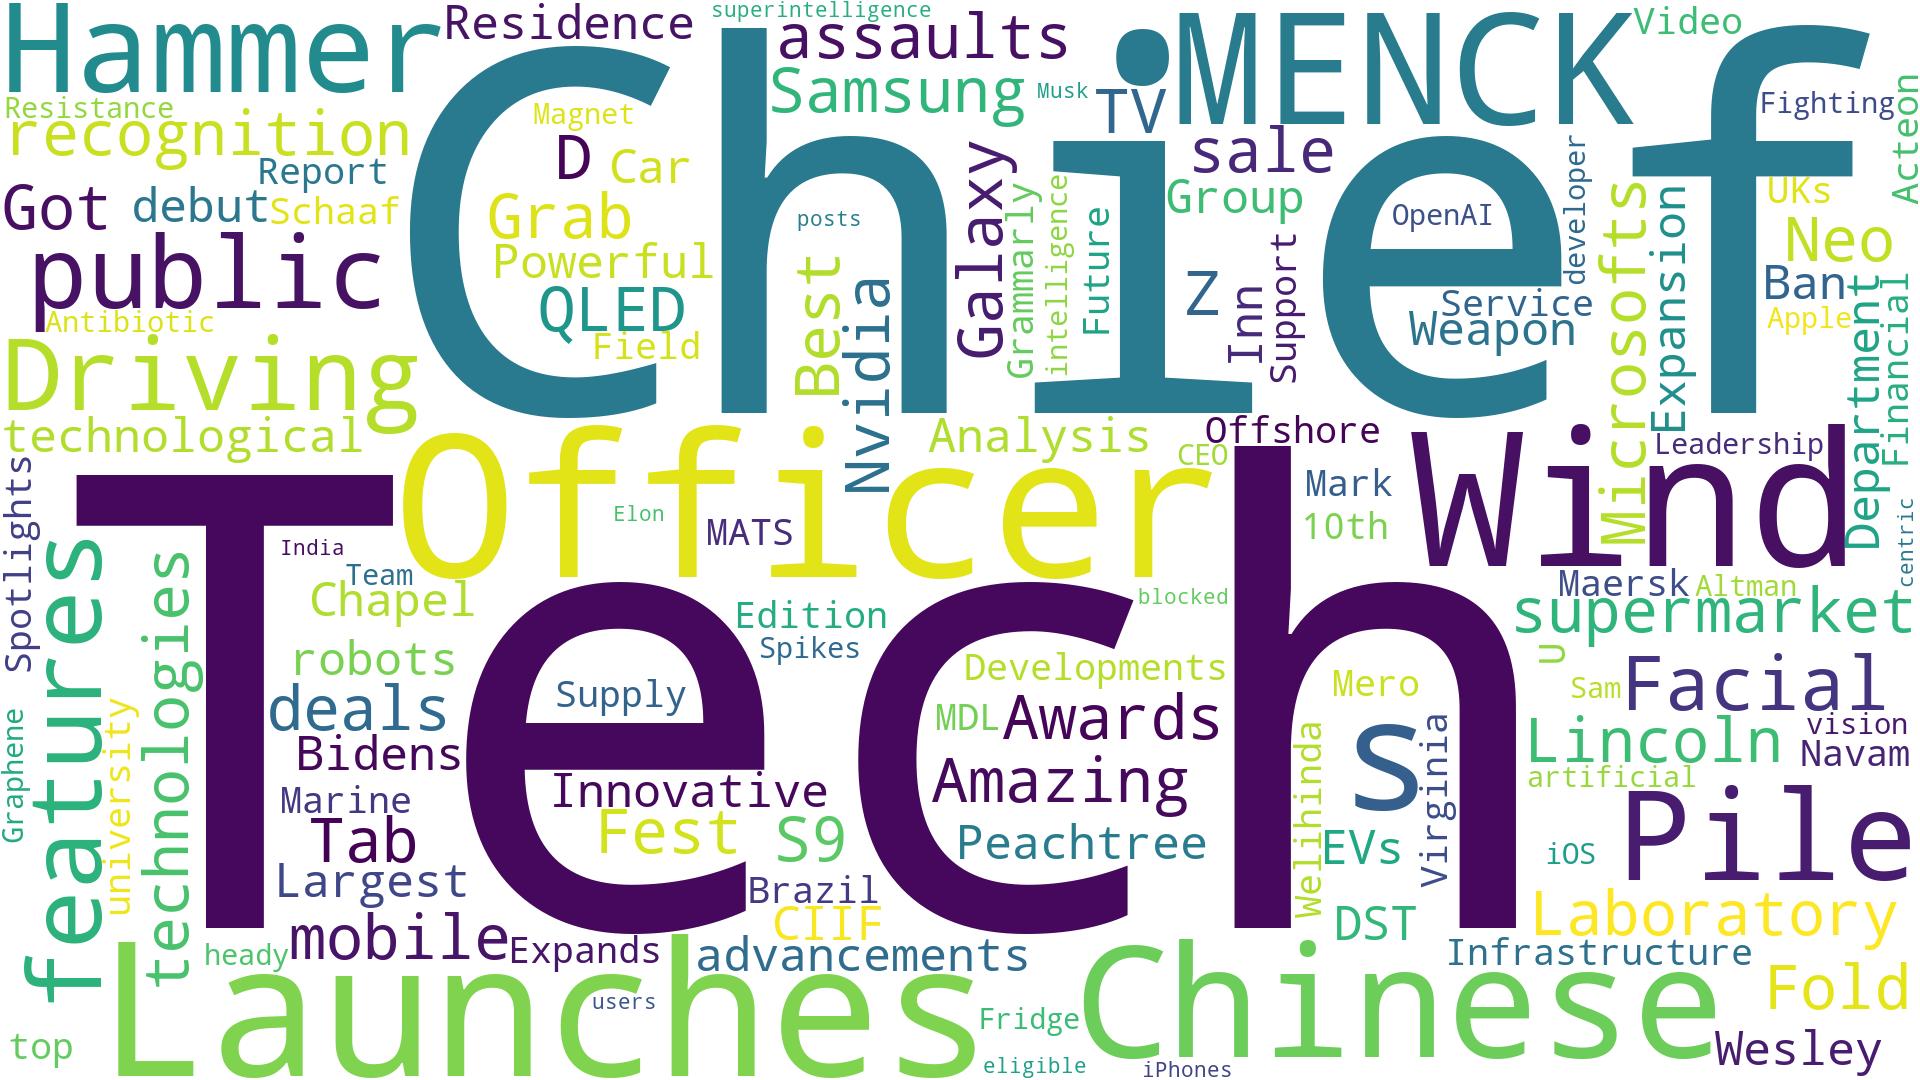 Hammer
Residence
superintelligence
assaults
Chief
MENCK
Video
Resistance
recognition
Magnet
Samsung
Musk
TV
Fighting
Acteon
Report
D
Car
sale
Got
debut
Schaaf
Grab
posts
Galaxy
Grammarly
intelligence
Future
Group
OpenAI
developer
Microsofts
Expansion
UKs
Neo
public
Powerful
Best
Nvidia
Z
Inn
Support
Service
Weapon
Ban
Department
Financial
Antibiotic
QLED
Field
Apple
Driving
technological
Officer
Analysis
CEO
Offshore
Wind
Leadership
Spotlights
Tech
Elon
MATS
Mark
10th
centric
features
technologies
India
Team
Chapel
Edition
Spikes
blocked
Maersk
Altman
supermarket
robots
Supply
Developments
Mero
U
Sam
Facial
Graphene
university
deals
MDL
Awards
Welihinda
s
Virginia
Lincoln
vision
Navam
Bidens
Innovative
Amazing
artificial
Marine
Tab
Fest
S9
Peachtree
EVs
iOS
Pile
Largest
Brazil
CIIF
DST
Laboratory
heady
mobile
Expands
advancements
Infrastructure
Launches
users
Chinese
Fold
top
Fridge
eligible
iPhones
Wesley